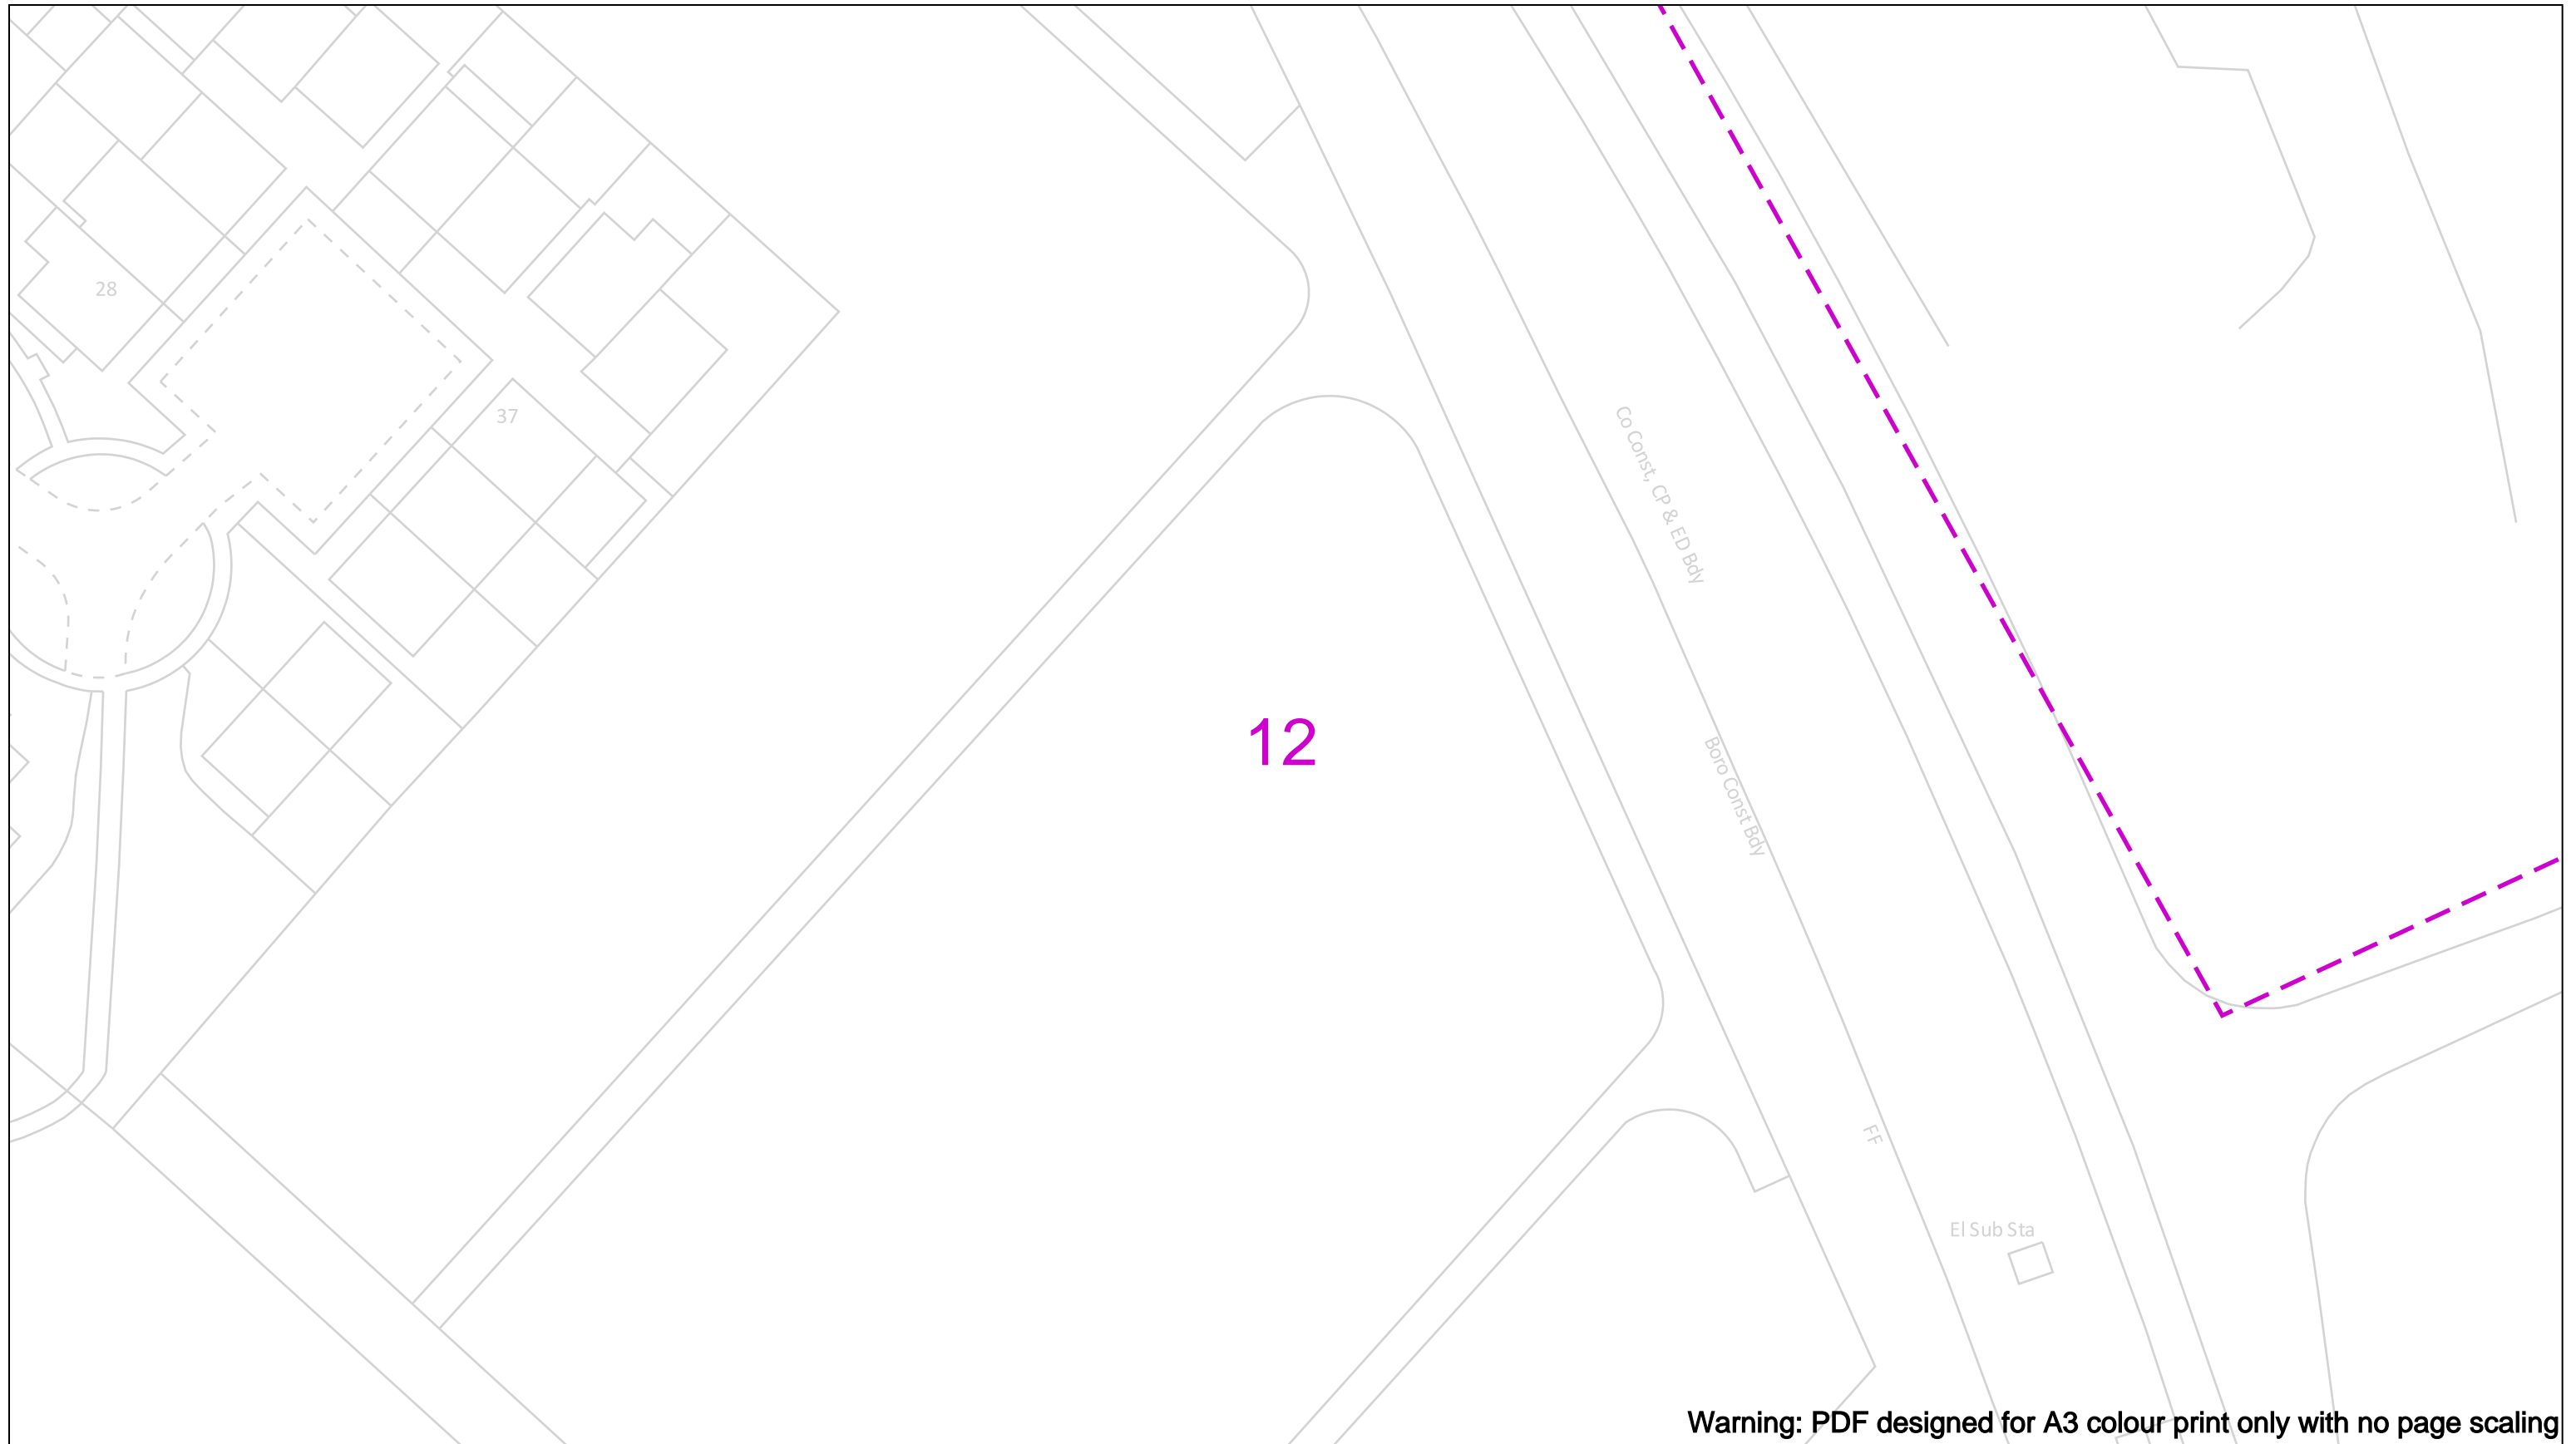 28
37
Co Const, CP & ED Bdy
12
Boro Const Bdy
FF
El Sub Sta
Warning: PDF designed for A3 colour print only with no page scaling